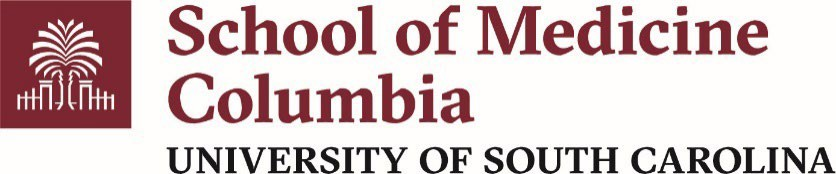 School of Medicine
Columbia
UNIVERSITY OF SOUTH CAROLINA